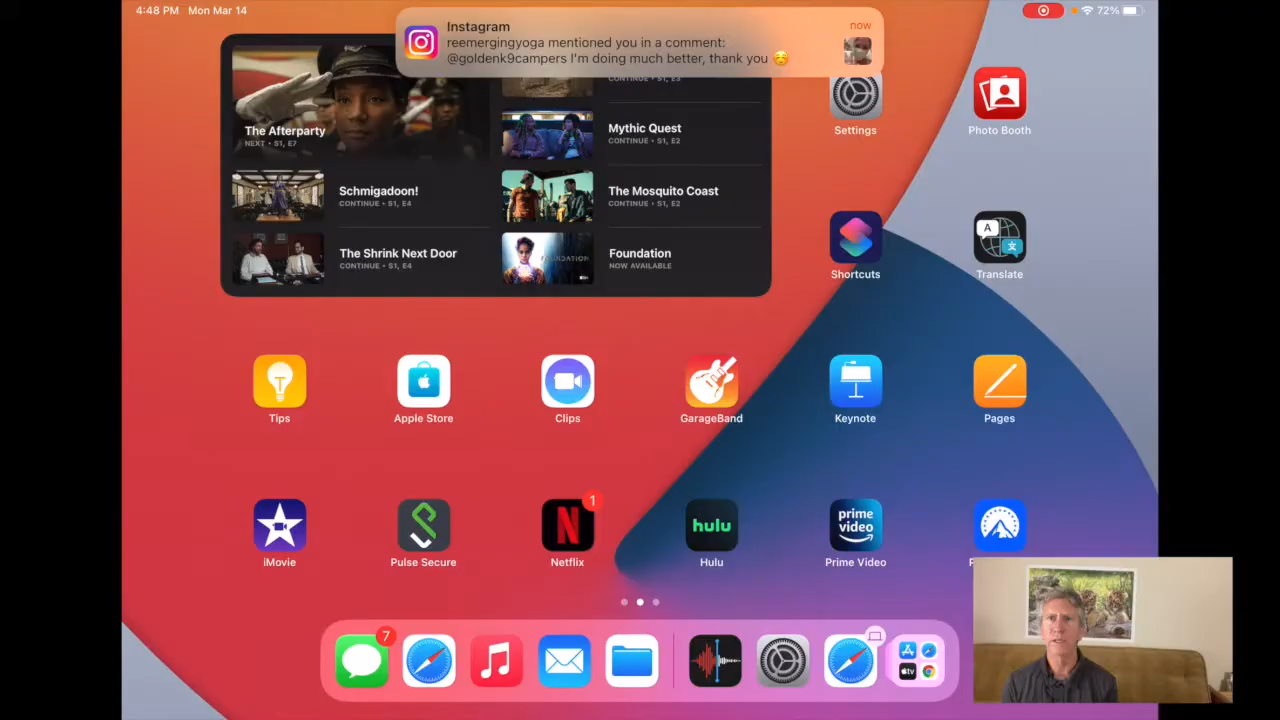 4:48 PM Mon Mar 14
72%
Instagram
now
reemergingyoga mentioned you in a comment:
@goldenk9campers I'm doing much better, thank you ☺️
The Afterparty
NEXT • S1, E7
CONTINUE • S1, E3
Mythic Quest
CONTINUE • S1, E2
Schmigadoon!
CONTINUE • S1, E4
The Mosquito Coast
CONTINUE • S1, E2
The Shrink Next Door
CONTINUE • S1, E4
FOUNDATION
Foundation
NOW AVAILABLE
Settings
Photo Booth
A
文
Shortcuts
Translate
Tips
Apple Store
Clips
GarageBand
Keynote
Pages
N
1
hulu
prime
video
iMovie
Pulse Secure
Netflix
Hulu
Prime Video
7
tv